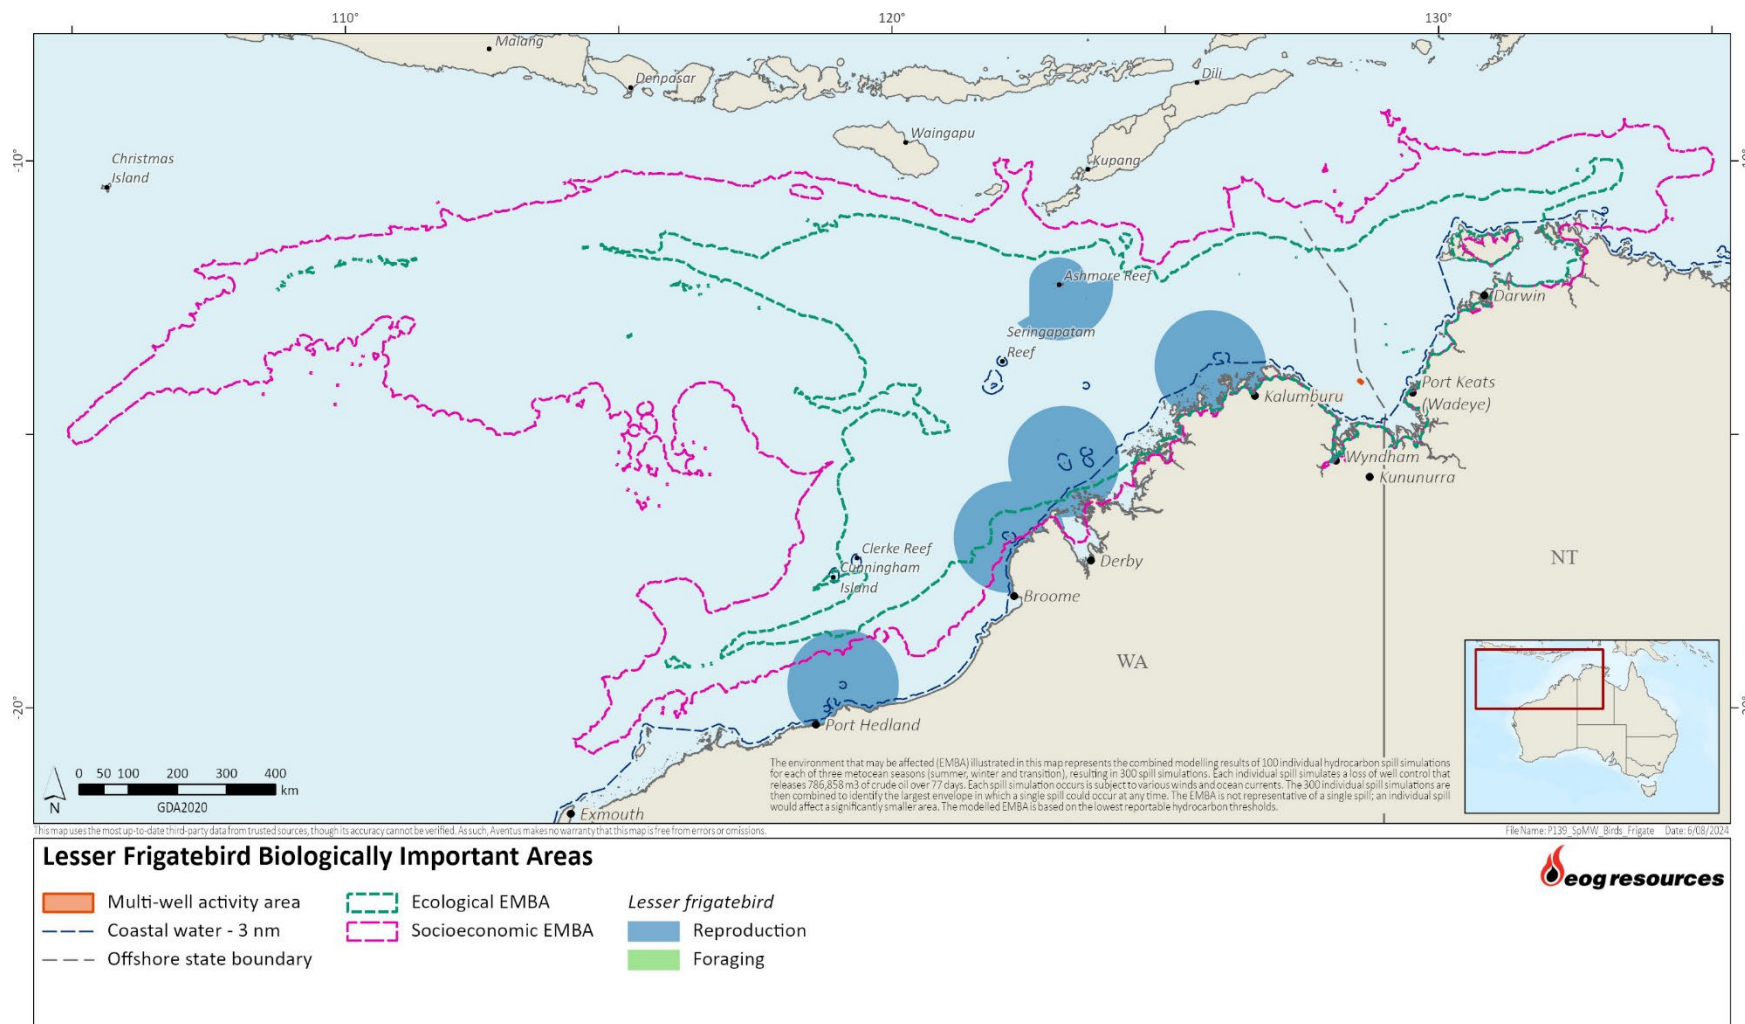 110°
120°
130°
Malang
Denpasar
Dili
Waingapu
-10°
Christmas
Island
Kupang
Ashmore Reef
Darwin
Seringapatam
Reef
Port Keats
(Wadeye)
Kalumburu
Wyndham
Kununurra
Clerke Reef
Cunningham
Island
Derby
NT
Broome
WA
-20°
Port Hedland
The environment that may be affected (EMBA) illustrated in this map represents the combined modelling results of 100 individual hydrocarbon spill simulations
for each of three metocean seasons (summer, winter and transition), resulting in 300 spill simulations. Each individual spill simulates a loss of well control that
releases 786,858 m3 of crude oil over 77 days. Each spill simulation occurs is subject to various winds and ocean currents. The 300 individual spill simulations are
then combined to identify the largest envelope in which a single spill could occur at any time. The EMBA is not representative of a single spill; an individual spill
would affect a significantly smaller area. The modelled EMBA is based on the lowest reportable hydrocarbon thresholds.
0 50 100 200 300 400
km
N
GDA2020
Exmouth
This map uses the most up-to-date third-party data from trusted sources, though its accuracy cannot be verified. As such, Aventus makes no warranty that this map is free from errors or omissions.
File Name: P139_SpMW_Birds_Frigate Date: 6/08/2024
Lesser Frigatebird Biologically Important Areas
eog resources
Multi-well activity area
Ecological EMBA
Lesser frigatebird
Coastal water - 3 nm
Socioeconomic EMBA
Reproduction
Offshore state boundary
Foraging